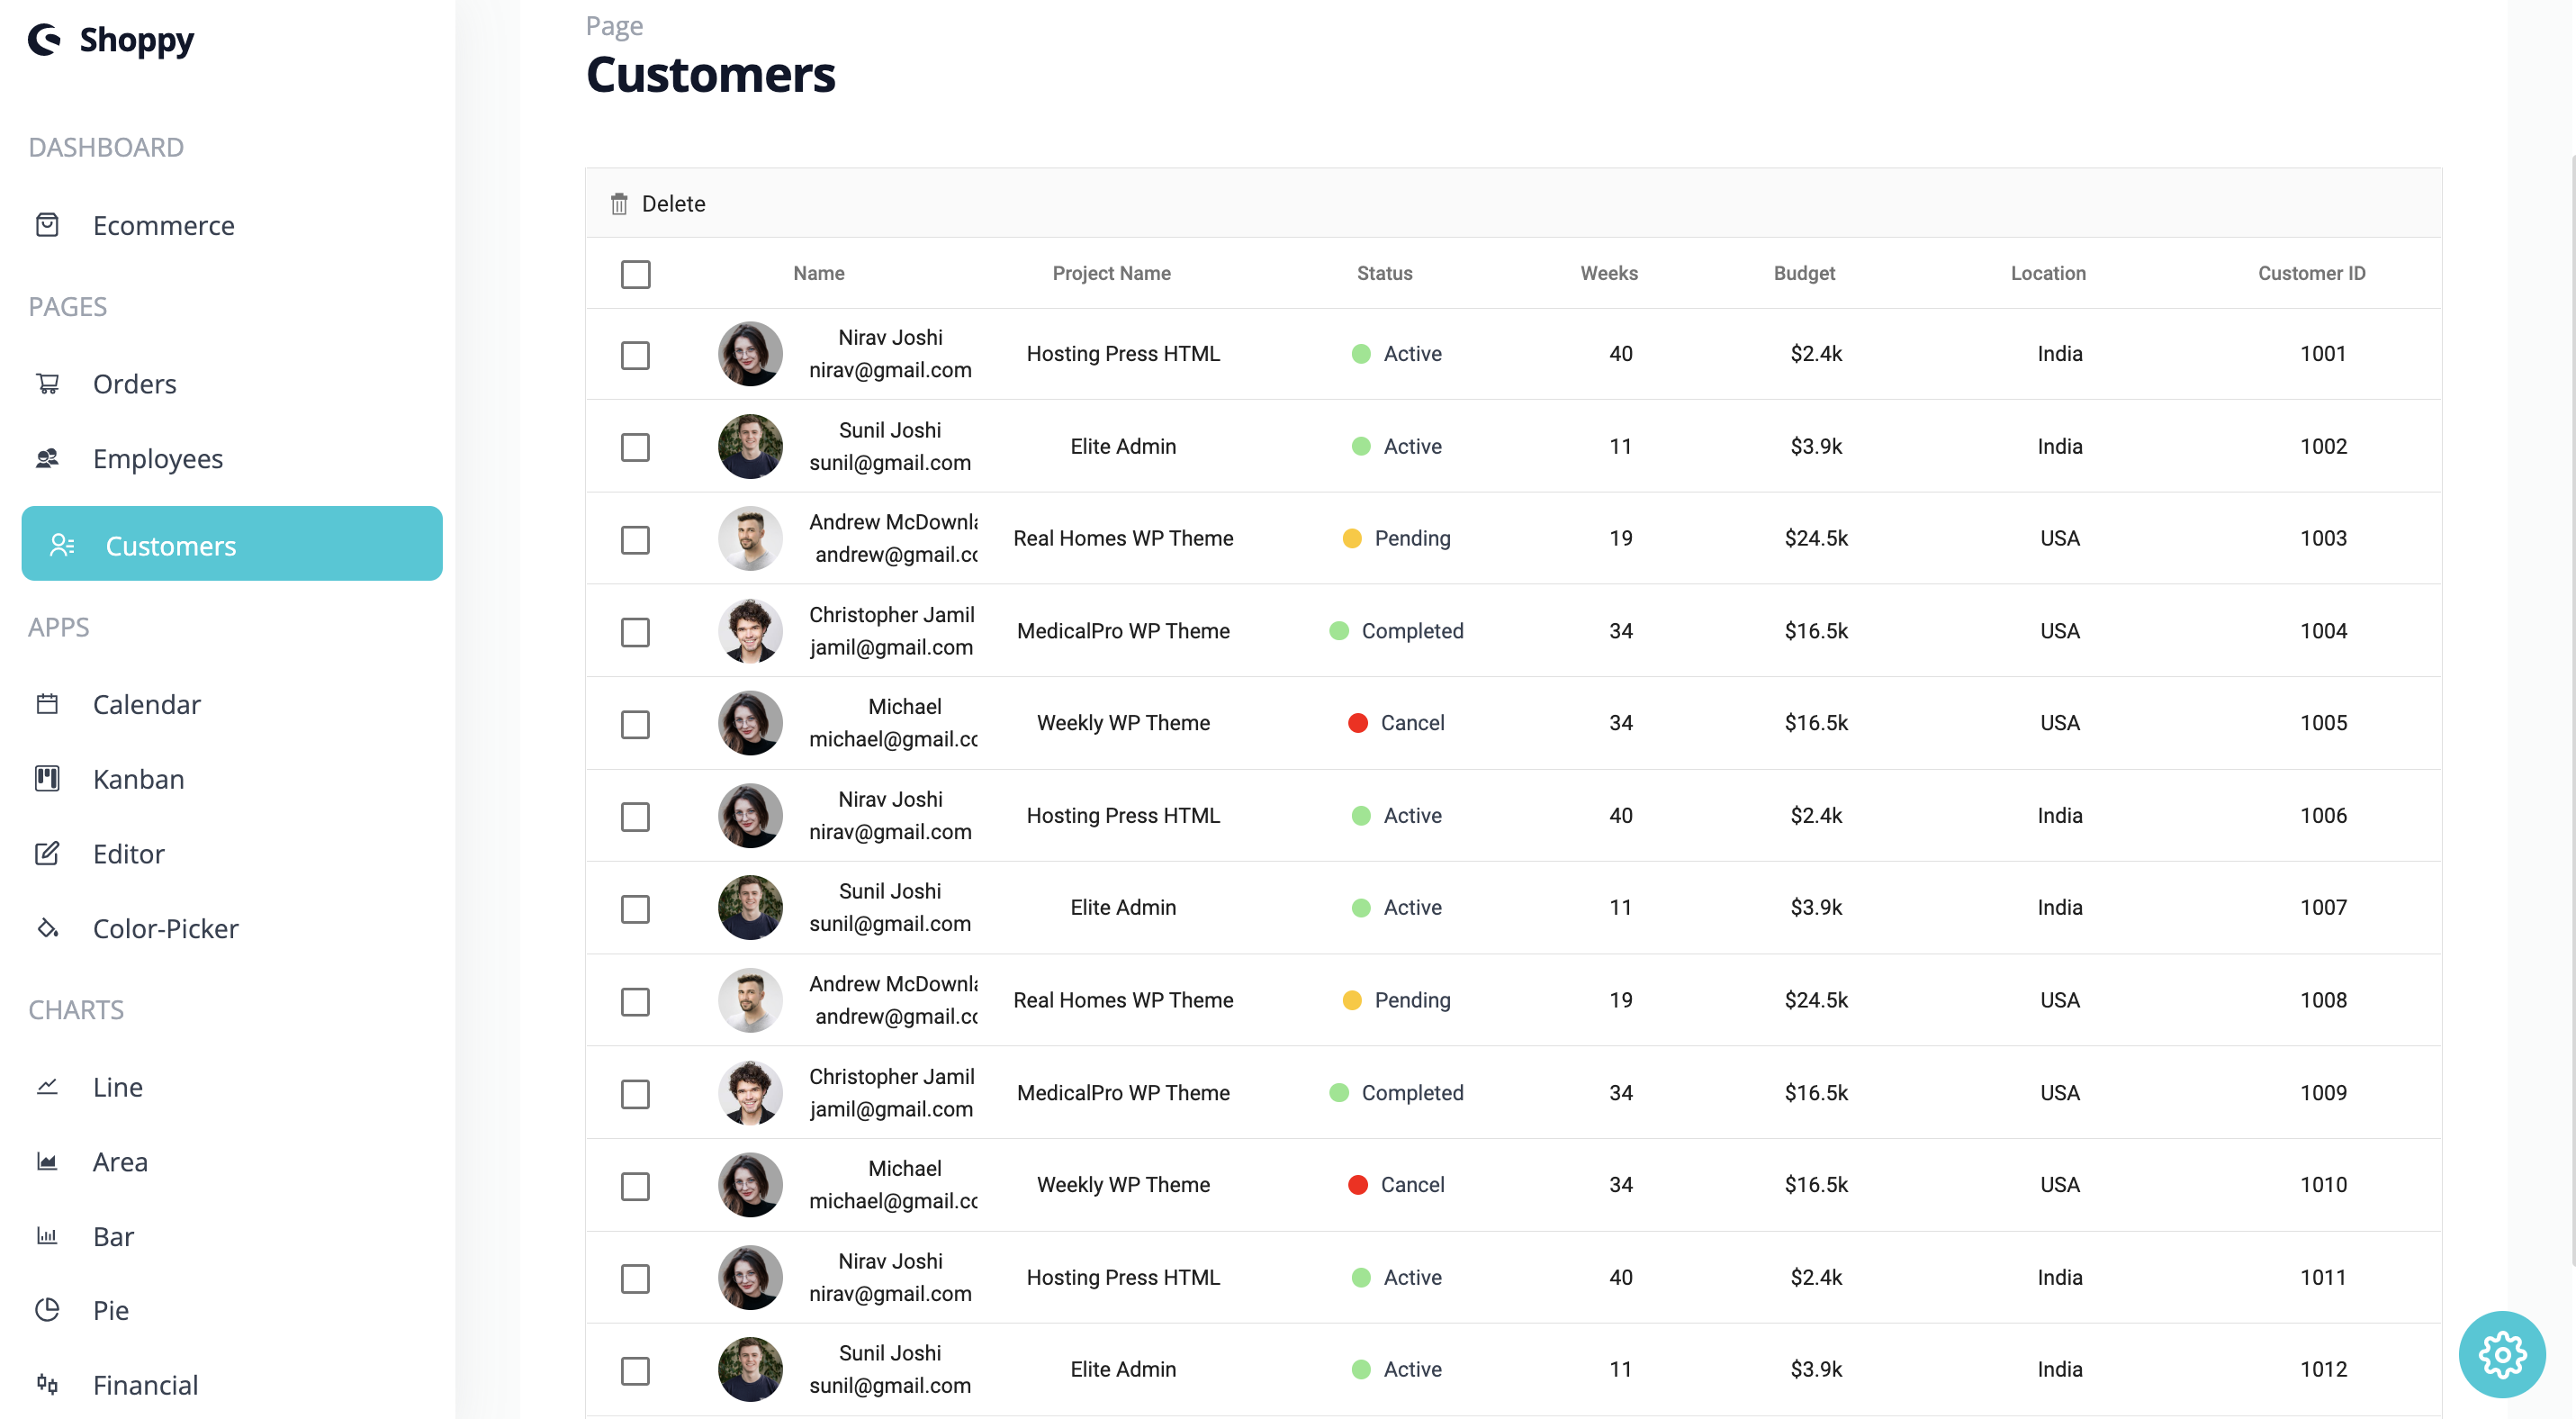 Shoppy
DASHBOARD
Ecommerce
PAGES
Orders
Employees
Customers
APPS
Calendar
Kanban
Editor
Color-Picker
CHARTS
Line
Area
Bar
Pie
Financial
Page
Customers
Delete
Name Project Name Status Weeks Budget Location Customer ID
Nirav Joshi
nirav@gmail.com Hosting Press HTML Active 40 $2.4k India 1001
Sunil Joshi
sunil@gmail.com Elite Admin Active 11 $3.9k India 1002
Andrew McDownl
andrew@gmail.c Real Homes WP Theme Pending 19 $24.5k USA 1003
Christopher Jamil
jamil@gmail.com MedicalPro WP Theme Completed 34 $16.5k USA 1004
Michael
michael@gmail.c Weekly WP Theme Cancel 34 $16.5k USA 1005
Nirav Joshi
nirav@gmail.com Hosting Press HTML Active 40 $2.4k India 1006
Sunil Joshi
sunil@gmail.com Elite Admin Active 11 $3.9k India 1007
Andrew McDownl
andrew@gmail.c Real Homes WP Theme Pending 19 $24.5k USA 1008
Christopher Jamil
jamil@gmail.com MedicalPro WP Theme Completed 34 $16.5k USA 1009
Michael
michael@gmail.c Weekly WP Theme Cancel 34 $16.5k USA 1010
Nirav Joshi
nirav@gmail.com Hosting Press HTML Active 40 $2.4k India 1011
Sunil Joshi
sunil@gmail.com Elite Admin Active 11 $3.9k India 1012